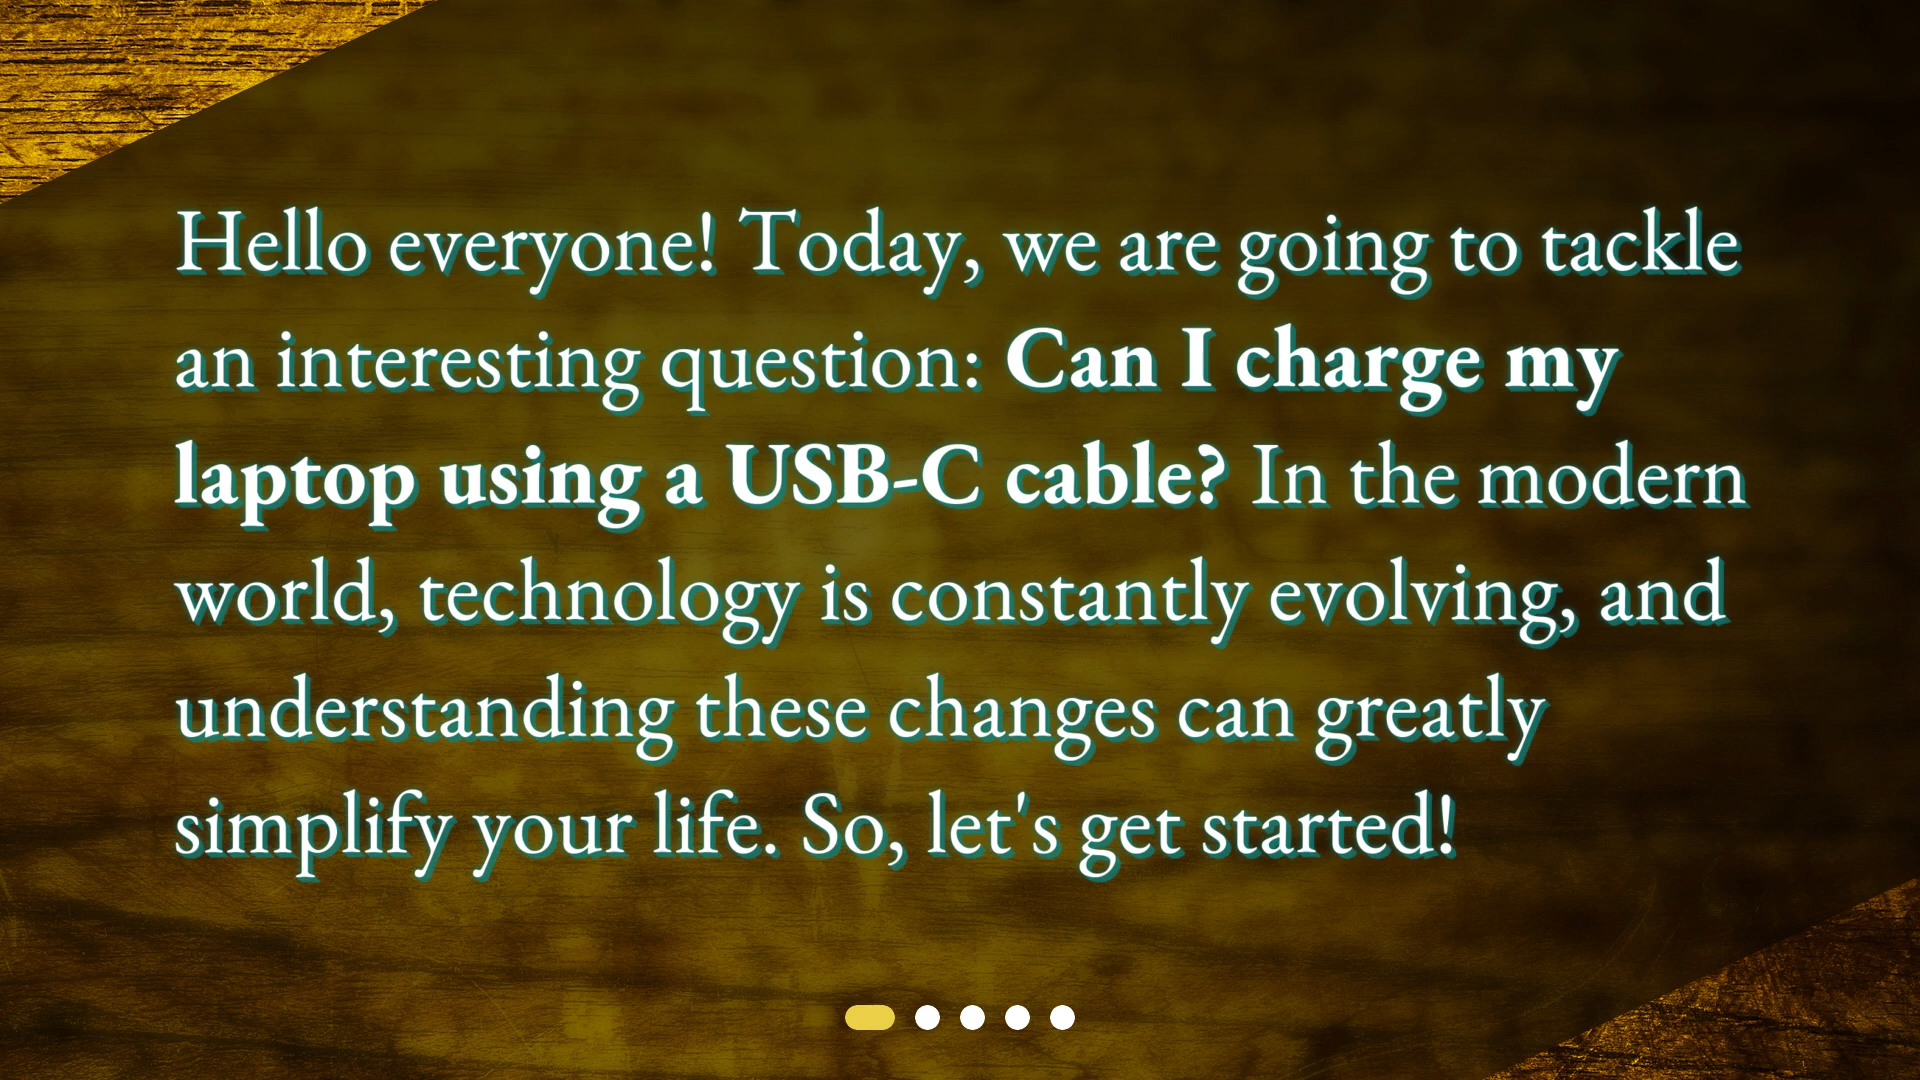 Hello everyone! Today, we are going to tackle
an interesting question: Can I charge my
laptop using a USB-C cable? In the modern
world, technology is constantly evolving, and
understanding these changes can greatly
simplify your life. So, let's get started!